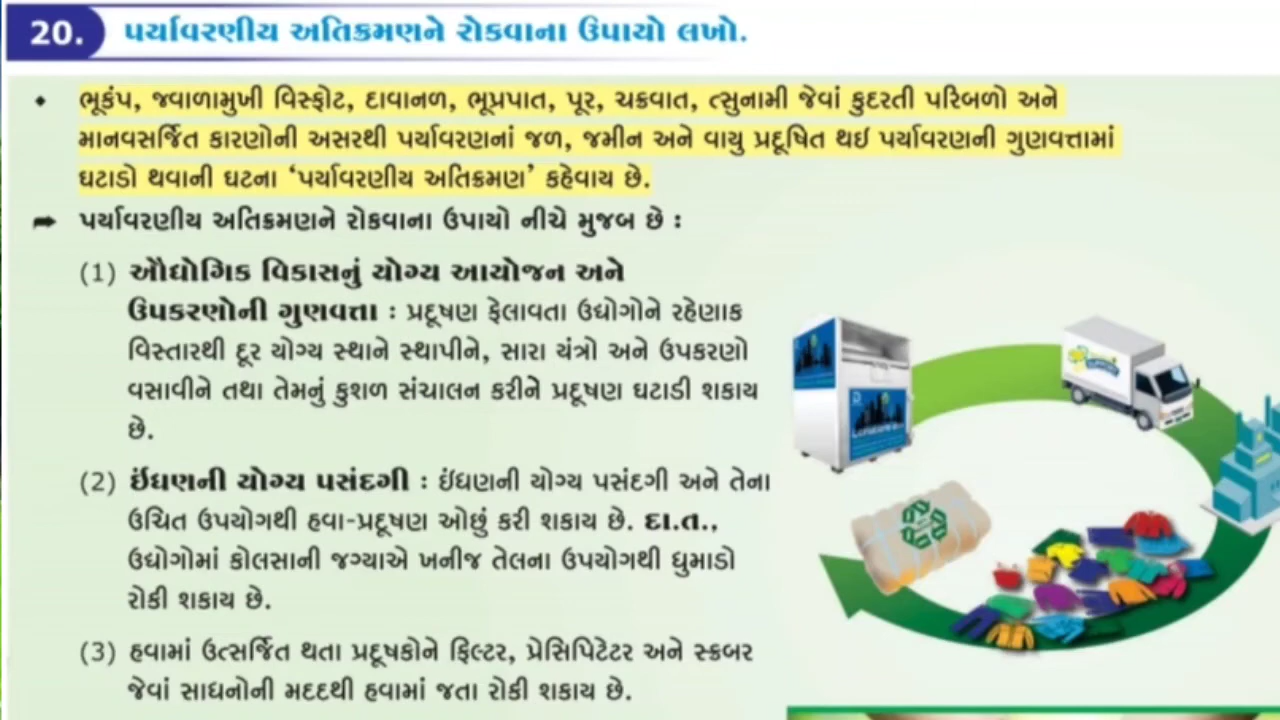 20. પર્યાવરણીય અતિક્રમણને રોકવાના ઉપાયો લખો.
♦ ભૂકંપ, જ્વાળામુખી વિસ્ફોટ, દાવાનળ, ભૂપ્રપાત, પૂર, ચક્રવાત, ત્સુનામી જેવાં કુદરતી પરિબળો અને
માનવસર્જિત કારણોની અસરથી પર્યાવરણનાં જળ, જમીન અને વાયુ પ્રદૂષિત થઇ પર્યાવરણની ગુણવત્તામાં
ઘટાડો થવાની ઘટના ‘પર્યાવરણીય અતિક્રમણ’ કહેવાય છે.
➡ પર્યાવરણીય અતિક્રમણને રોકવાના ઉપાયો નીચે મુજબ છે :
(1) ઔદ્યોગિક વિકાસનું યોગ્ય આયોજન અને
ઉપકરણોની ગુણવત્તા : પ્રદૂષણ ફેલાવતા ઉદ્યોગોને રહેણાક
વિસ્તારથી દૂર યોગ્ય સ્થાને સ્થાપીને, સારા યંત્રો અને ઉપકરણો
વસાવીને તથા તેમનું કુશળ સંચાલન કરીને પ્રદૂષણ ઘટાડી શકાય
છે.
(2) ઈંધણની યોગ્ય પસંદગી : ઈંધણની યોગ્ય પસંદગી અને તેના
ઉચિત ઉપયોગથી હવા-પ્રદૂષણ ઓછું કરી શકાય છે. દા.ત.,
ઉદ્યોગોમાં કોલસાની જગ્યાએ ખનીજ તેલના ઉપયોગથી ધુમાડો
રોકી શકાય છે.
(3) હવામાં ઉત્સર્જિત થતા પ્રદૂષકોને ફિલ્ટર, પ્રેસિપિટેટર અને સ્ક્રબર
જેવાં સાધનોની મદદથી હવામાં જતા રોકી શકાય છે.